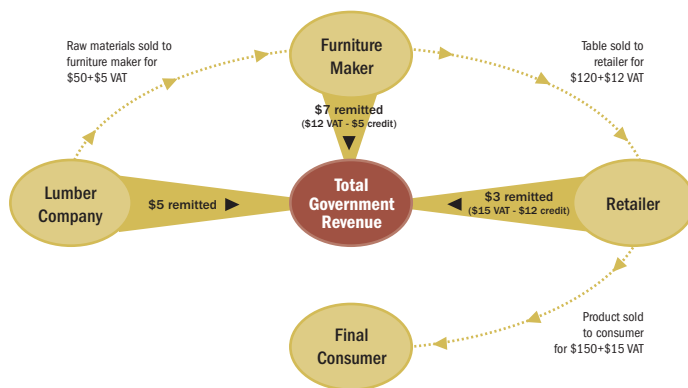 Raw materials sold to
furniture maker for
$50+$5 VAT
Furniture
Maker
Table sold to
retailer for
$120+$12 VAT
$7 remitted
($12 VAT - $5 credit)
Lumber
Company
$5 remitted
Total
Government
Revenue
$3 remitted
($15 VAT - $12 credit)
Retailer
Final
Consumer
Product sold
to consumer
for $150+$15 VAT